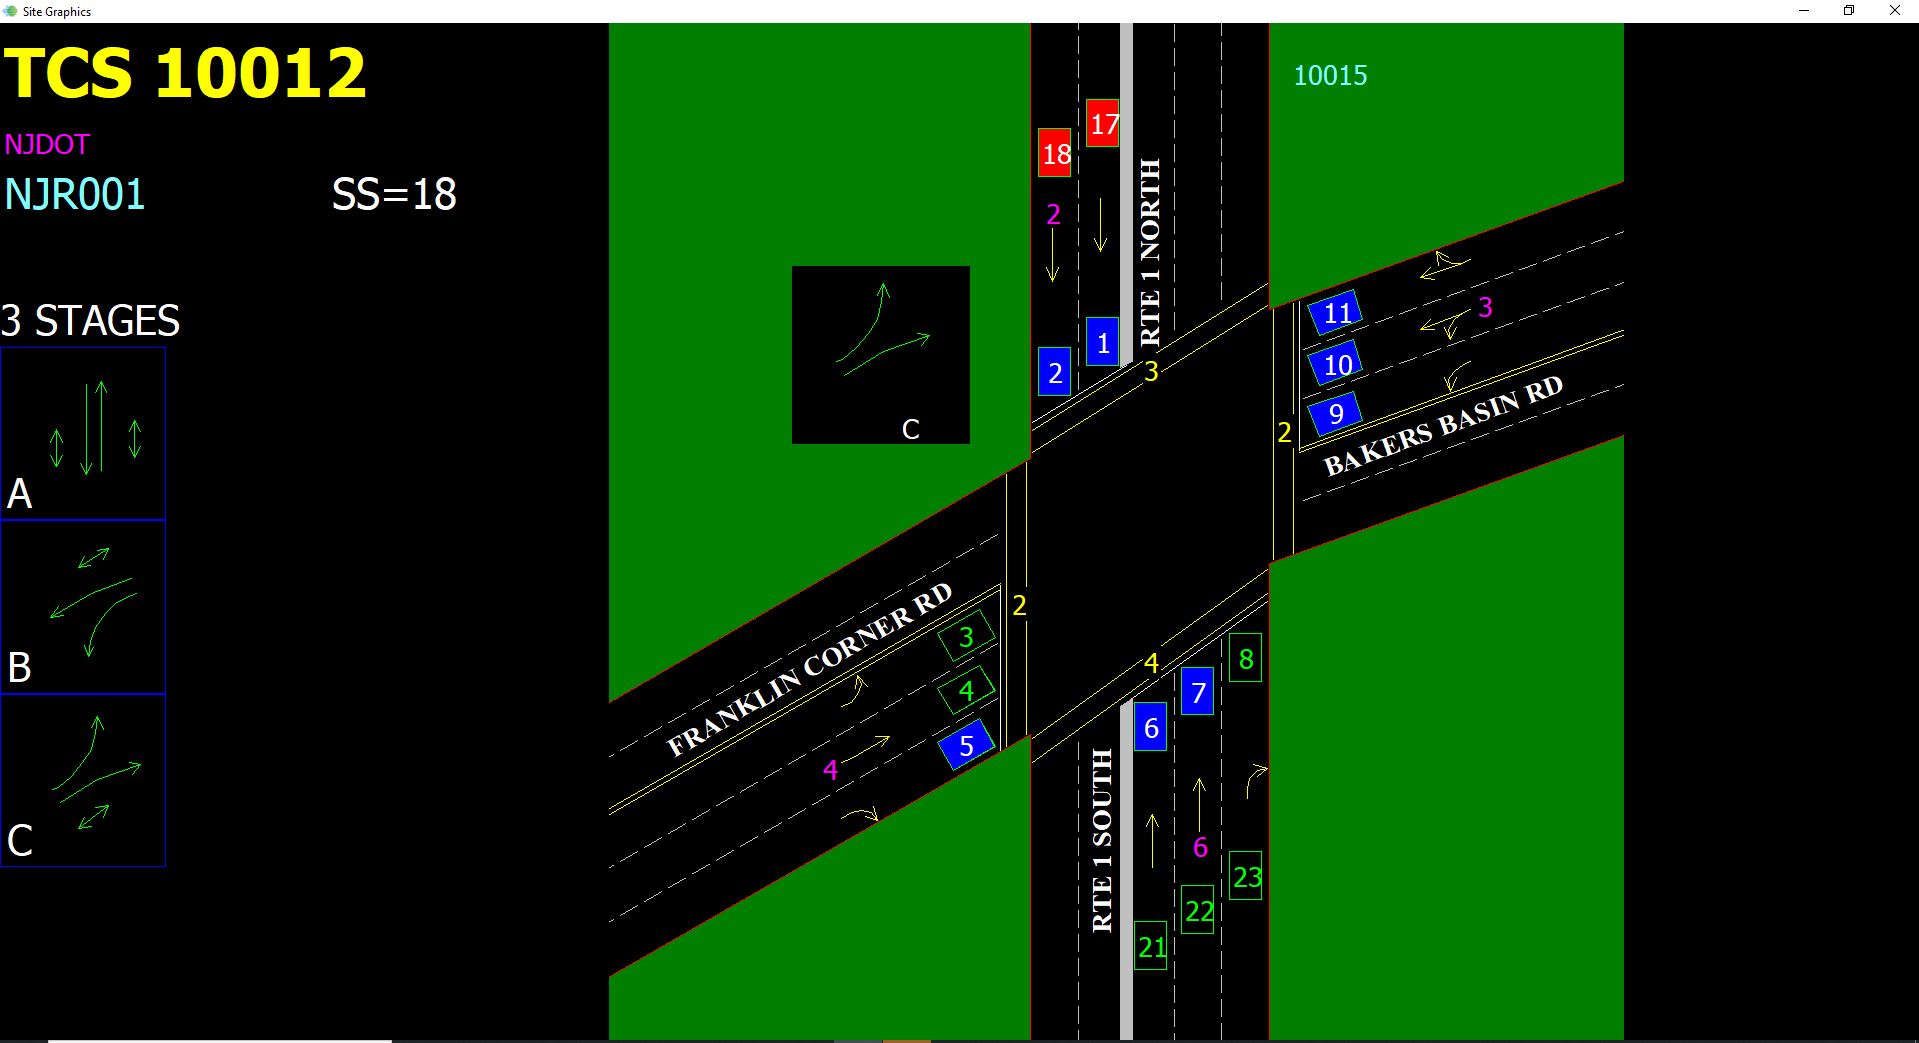 Site Graphics
TCS 10012
NJDOT
NJR001
SS=18
3 STAGES
A
B
C
C
10015
17
18
2
RTE 1 NORTH
1
2
3
11
3
10
9
2
BAKERS BASIN RD
2
FRANKLIN CORNER RD
3
4
5
4
4
8
7
6
RTE 1 SOUTH
6
23
22
21